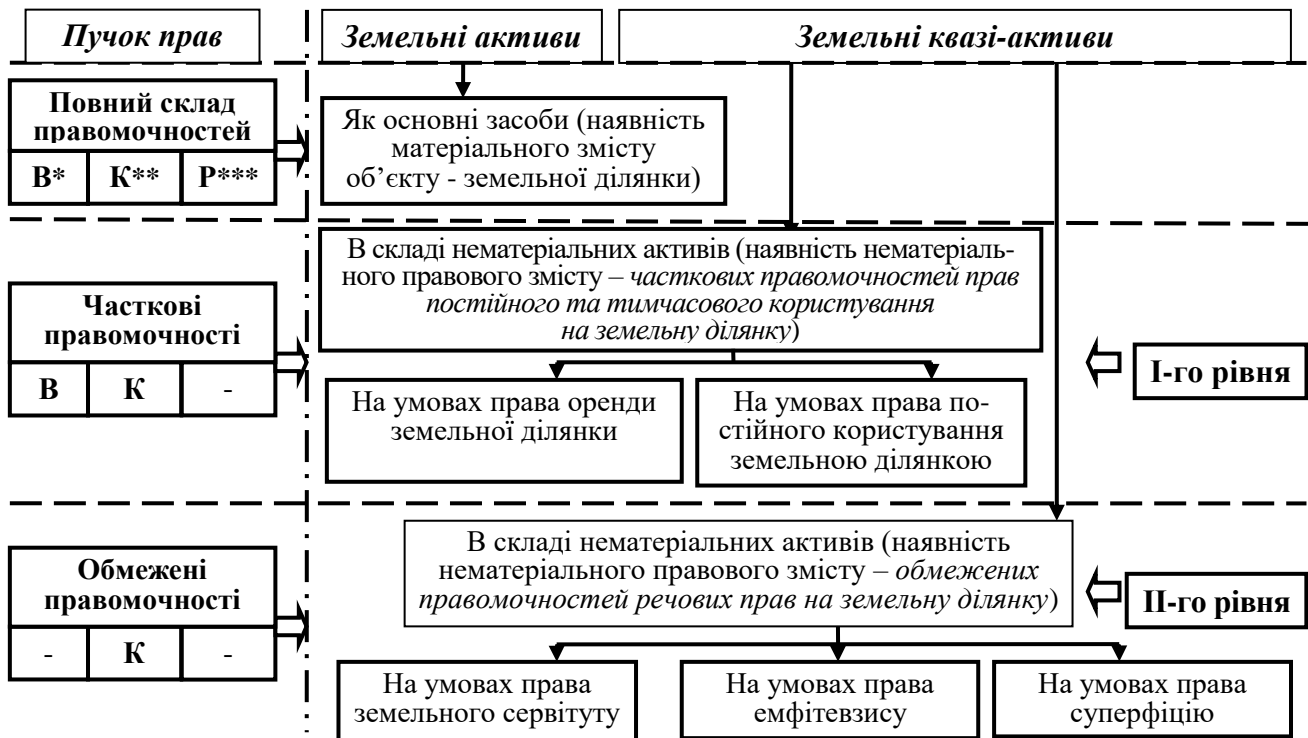 Пучок прав
Земельні активи
Земельні квазі-активи
Повний склад
правомочностей
В* К** Р***
Як основні засоби (наявність
матеріального змісту
об’єкту - земельної ділянки)
В складі нематеріальних активів (наявність нематеріаль-
ного правового змісту – часткових правомочностей прав
постійного та тимчасового користування
на земельну ділянку)
Часткові
правомочності
В К -
І-го рівня
На умовах права оренди
земельної ділянки
На умовах права по-
стійного користування
земельною ділянкою
В складі нематеріальних активів (наявність
нематеріального правового змісту – обмежених
правомочностей речових прав на земельну ділянку)
Обмежені
правомочності
- К -
ІІ-го рівня
На умовах права
земельного сервітуту
На умовах права
емфітевзису
На умовах права
суперфіцію